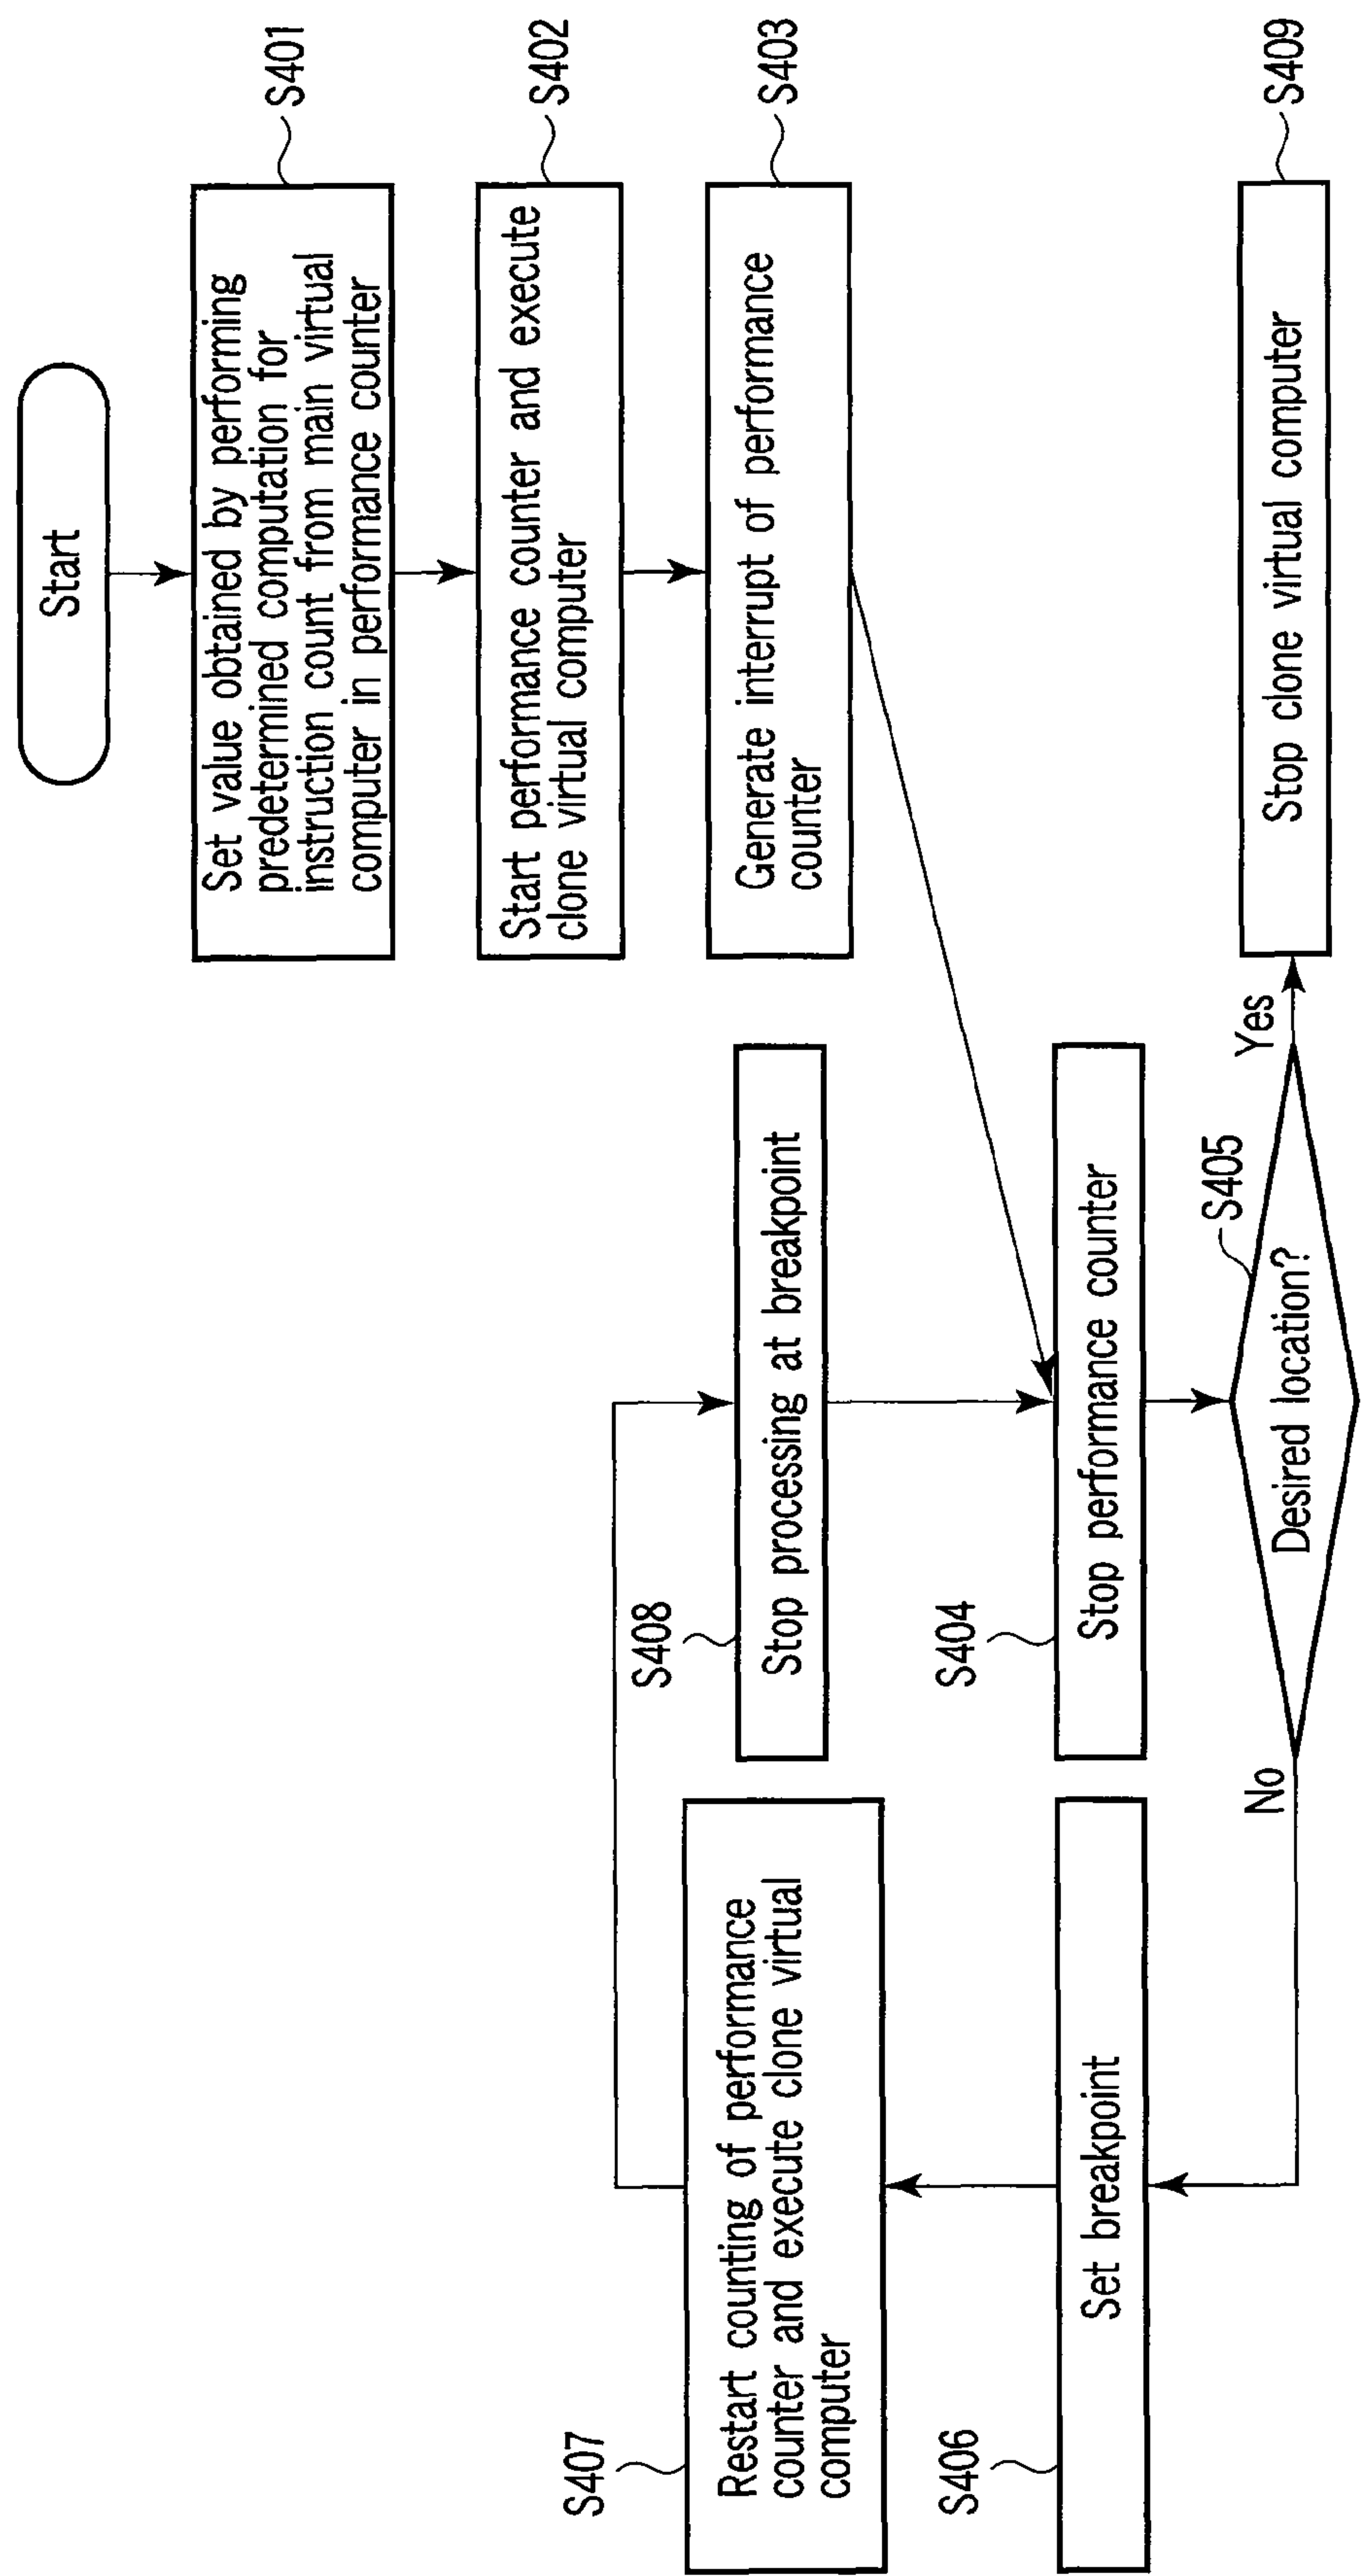 Start
Set value obtained by performing
predetermined computation for
instruction count from main virtual
computer in performance counter
S401
Start performance counter and execute
clone virtual computer
S402
Generate interrupt of performance
counter
S403
S408
Stop processing at breakpoint
S404
Stop performance counter
S405
Desired location?
Yes
No
S407
Restart counting of performance
counter and execute clone virtual
computer
S406
Set breakpoint
Stop clone virtual computer
S409